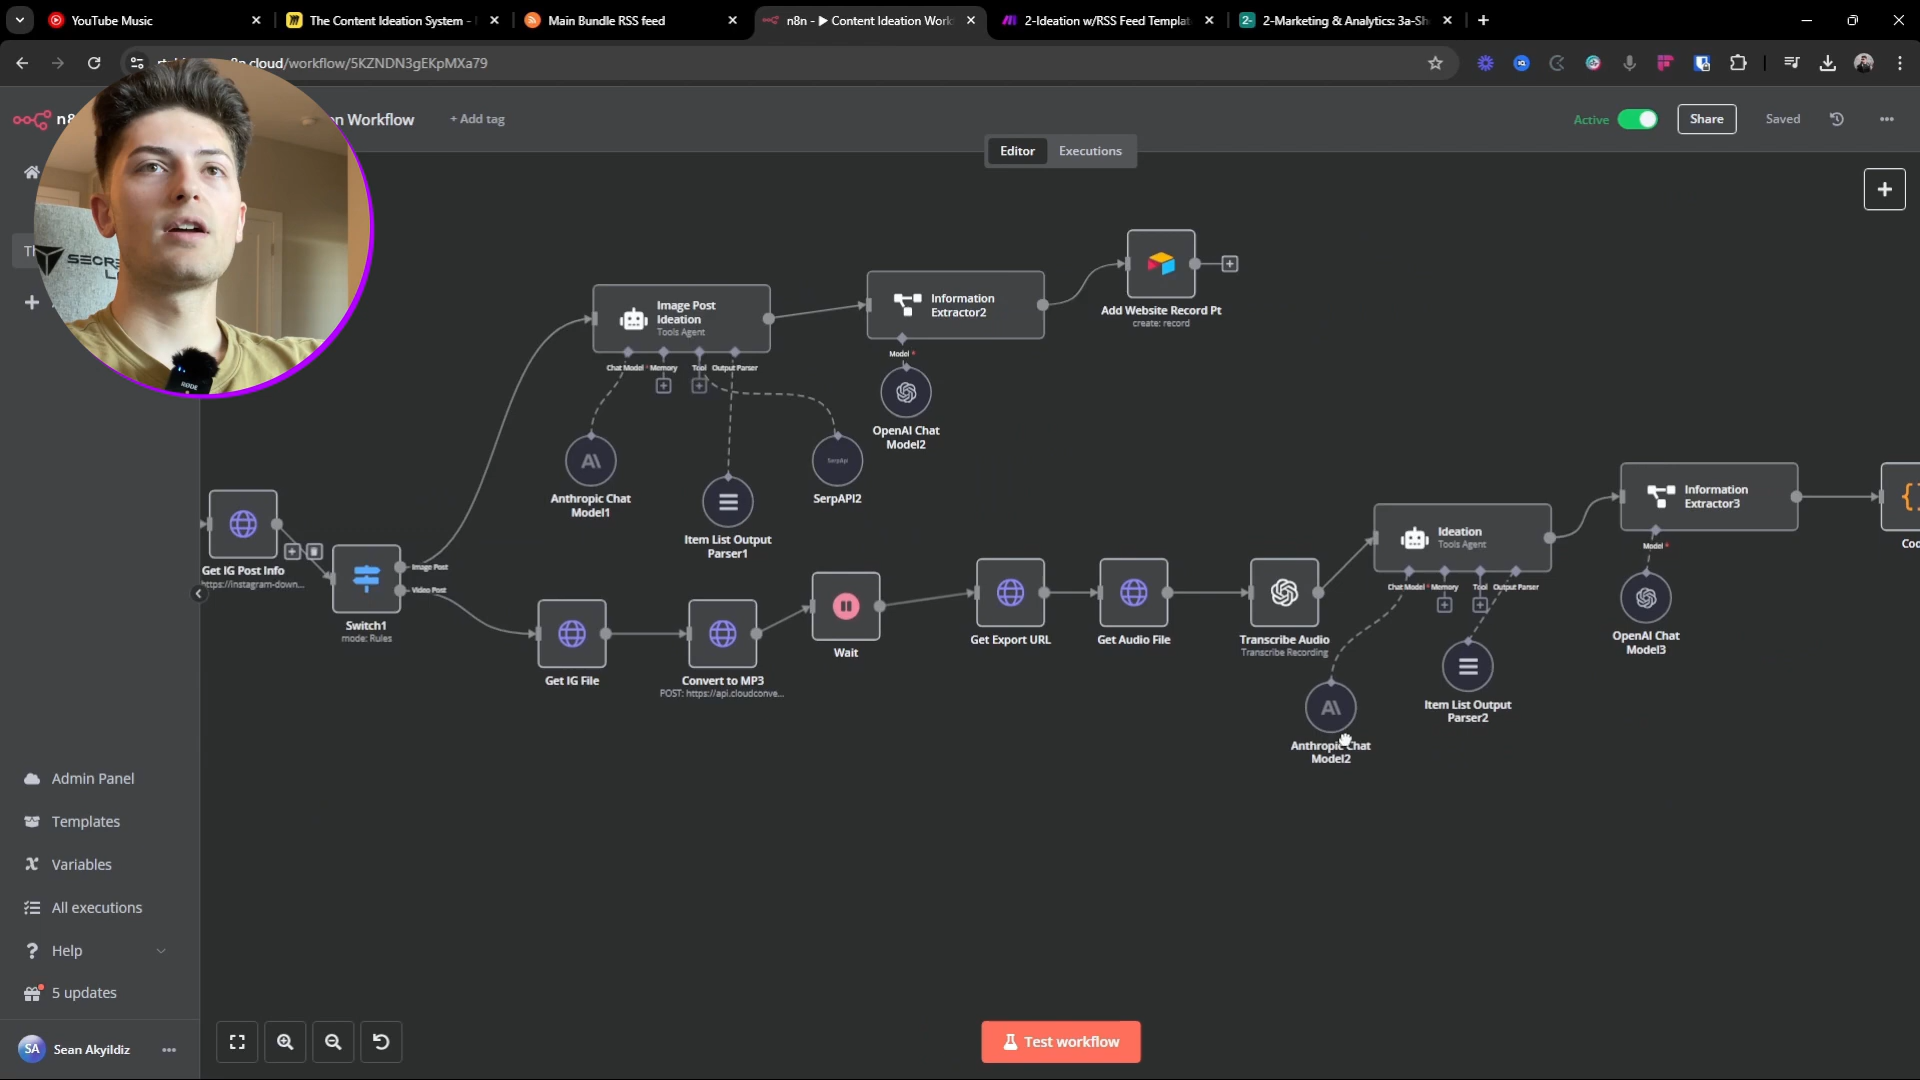 YouTube Music
The Content Ideation System -
Main Bundle RSS feed
n8n - ▶ Content Ideation Work
2-Ideation w/RSS Feed Templat
2-Marketing & Analytics: 3a-Sh
cloud/workflow/5KZNDN3gEKpMXa79
n Workflow
+ Add tag
Active
Share
Saved
Editor
Executions
SECRE
RODE
Add Website Record Pt
create: record
Image Post
Ideation
Tools Agent
Chat Model *
Memory
Tool
Output Parser
Information
Extractor2
Model *
OpenAI Chat
Model2
Anthropic Chat
Model1
Item List Output
Parser1
SerpApi
SerpAPI2
Get IG Post Info
https://instagram-down...
Switch1
mode: Rules
Image Post
Video Post
Get IG File
Convert to MP3
POST: https://api.cloudconve...
Wait
Get Export URL
Get Audio File
Transcribe Audio
Transcribe Recording
Ideation
Tools Agent
Chat Model *
Memory
Tool
Output Parser
Anthropic Chat
Model2
Item List Output
Parser2
Information
Extractor3
Model *
OpenAI Chat
Model3
Coc
Admin Panel
Templates
Variables
All executions
Help
5 updates
SA
Sean Akyildiz
Test workflow